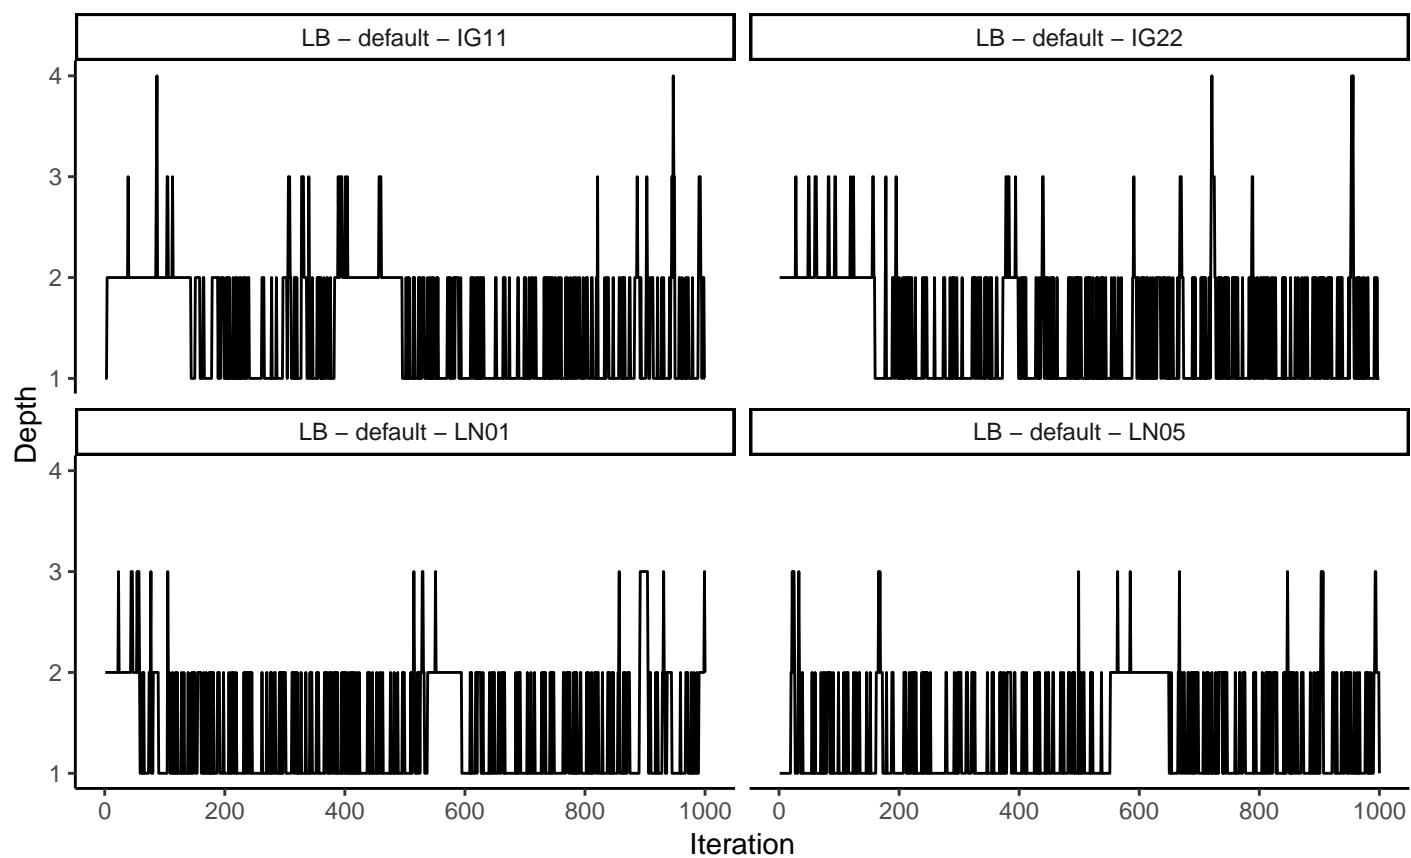 LB – default – IG11
LB – default – IG22
4
3
2
1
Depth
LB – default – LN01
LB – default – LN05
4
3
2
1
0 200 400 600 800 1000 0 200 400 600 800 1000
Iteration